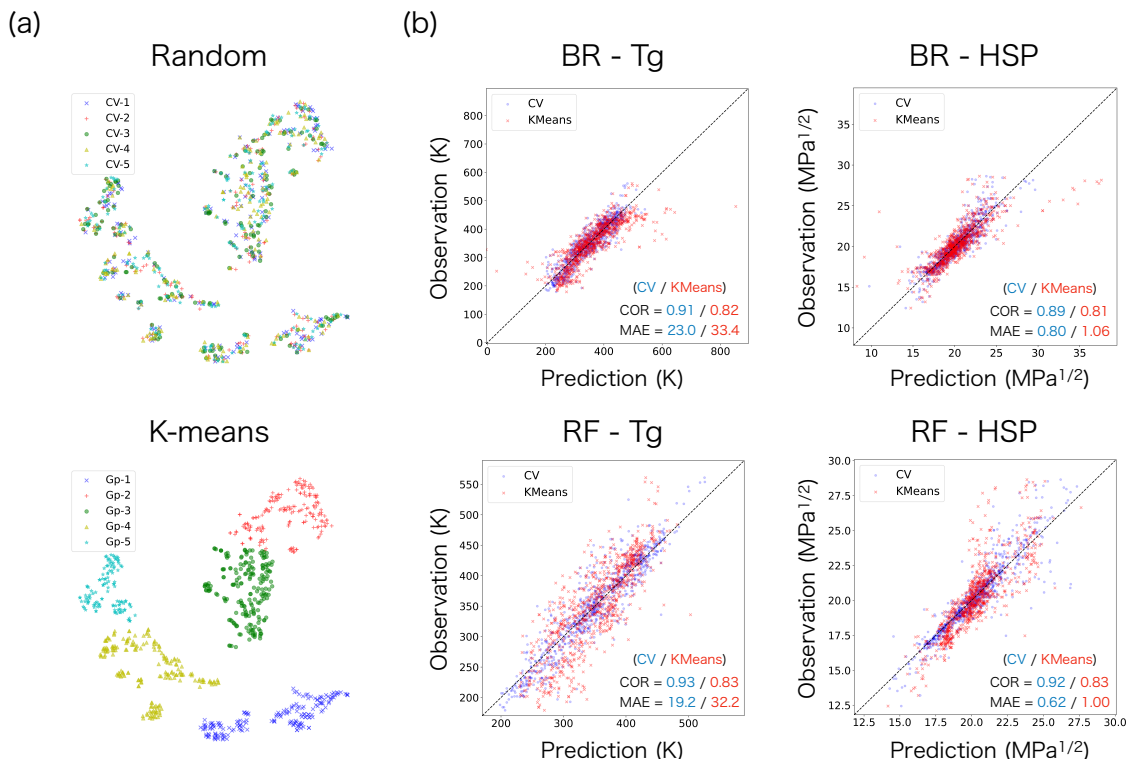 (a)
Random
CV-1
CV-2
CV-3
CV-4
CV-5
K-means
Gp-1
Gp-2
Gp-3
Gp-4
Gp-5
(b)
BR - Tg
CV
KMeans
Observation (K)
800
700
600
500
400
300
200
100
0
(CV / KMeans)
COR = 0.91 / 0.82
MAE = 23.0 / 33.4
0 200 400 600 800
Prediction (K)
BR - HSP
CV
KMeans
Observation (MPa1/2)
35
30
25
20
15
10
(CV / KMeans)
COR = 0.89 / 0.81
MAE = 0.80 / 1.06
10 15 20 25 30 35
Prediction (MPa1/2)
RF - Tg
CV
KMeans
Observation (K)
550
500
450
400
350
300
250
200
(CV / KMeans)
COR = 0.93 / 0.83
MAE = 19.2 / 32.2
200 300 400 500
Prediction (K)
RF - HSP
CV
KMeans
Observation (MPa1/2)
30.0
27.5
25.0
22.5
20.0
17.5
15.0
12.5
(CV / KMeans)
COR = 0.92 / 0.83
MAE = 0.62 / 1.00
12.5 15.0 17.5 20.0 22.5 25.0 27.5 30.0
Prediction (MPa1/2)